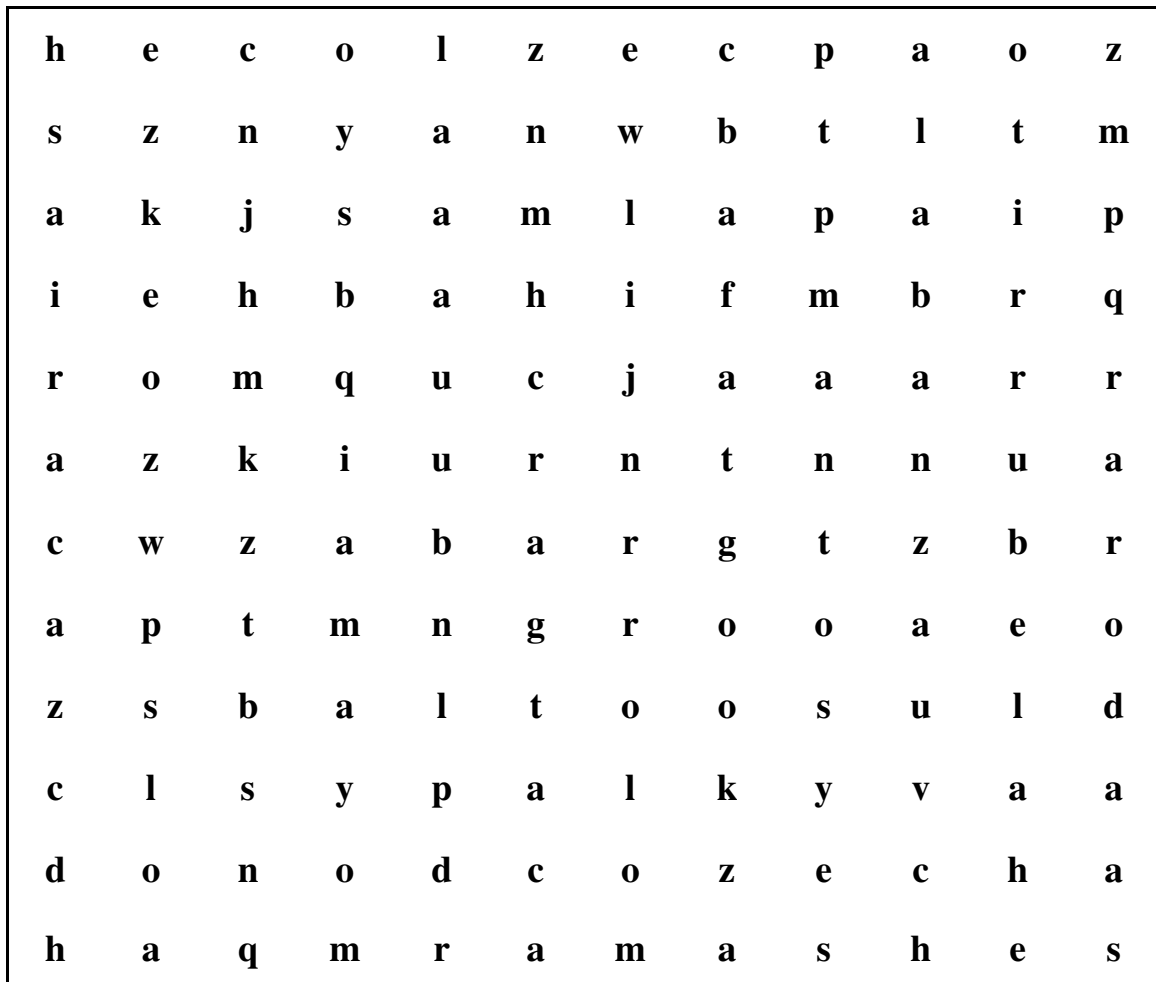 h e c o l z e c p a o z
s z n y a n w b t l t m
a k j s a m l a p a i p
i e h b a h i f m b r q
r o m q u c j a a a r r
a z k i u r n t n n u a
c w z a b a r g t z b r
a p t m n g r o o a e o
z s b a l t o o s u l d
c l s y p a l k y v a a
d o n o d c o z e c h a
h a q m r a m a s h e s